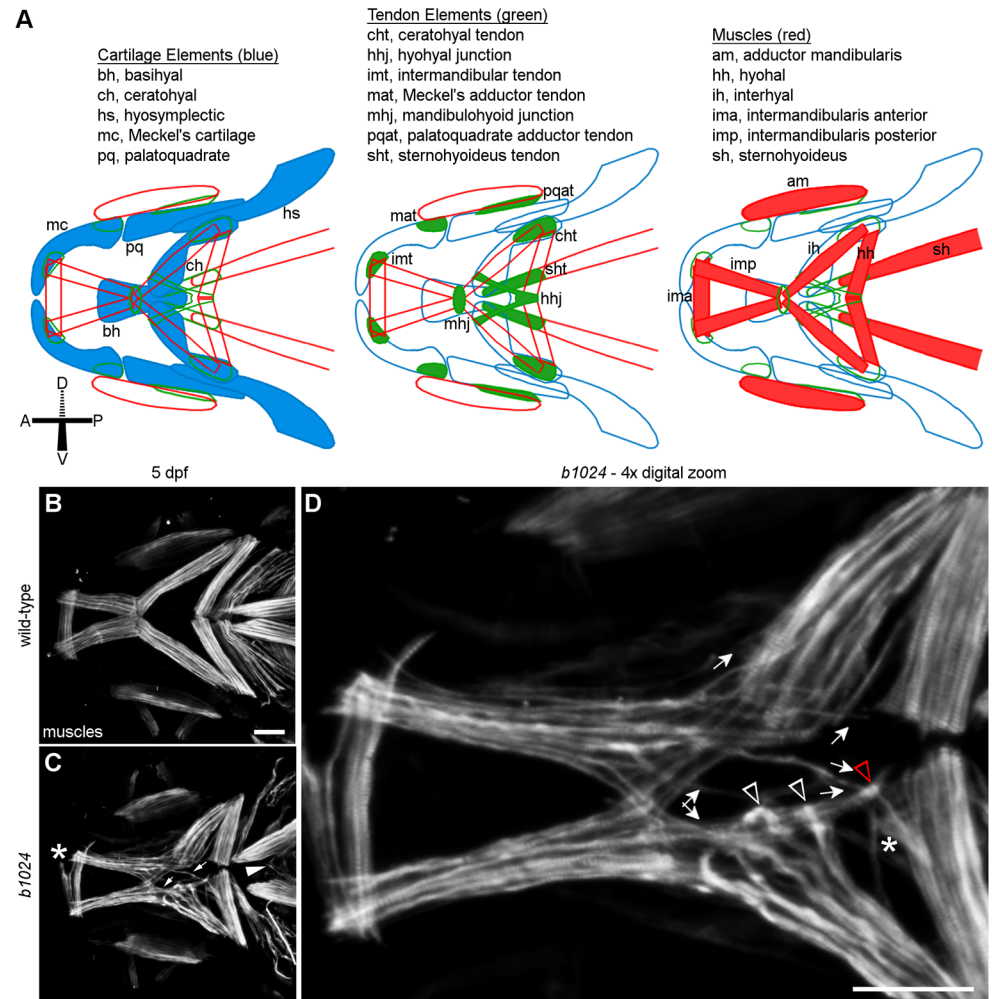 A
Cartilage Elements (blue)
bh, basihyal
ch, ceratohyal
hs, hyosymplectic
mc, Meckel's cartilage
pq, palatoquadrate
Tendon Elements (green)
cht, ceratohyal tendon
hhj, hyohyal junction
imt, intermandibular tendon
mat, Meckel's adductor tendon
mhj, mandibulohyoid junction
pqat, palatoquadrate adductor tendon
sht, sternohyoideus tendon
Muscles (red)
am, adductor mandibularis
hh, hyohal
ih, interhyal
ima, intermandibularis anterior
imp, intermandibularis posterior
sh, sternohyoideus
mc
pq
hs
ch
bh
D
A
P
V
mat
pqat
imt
cht
sht
hhj
mhj
am
ih
hh
sh
imp
ima
5 dpf
b1024 - 4x digital zoom
B
wild-type
muscles
C
b1024
*
D
*